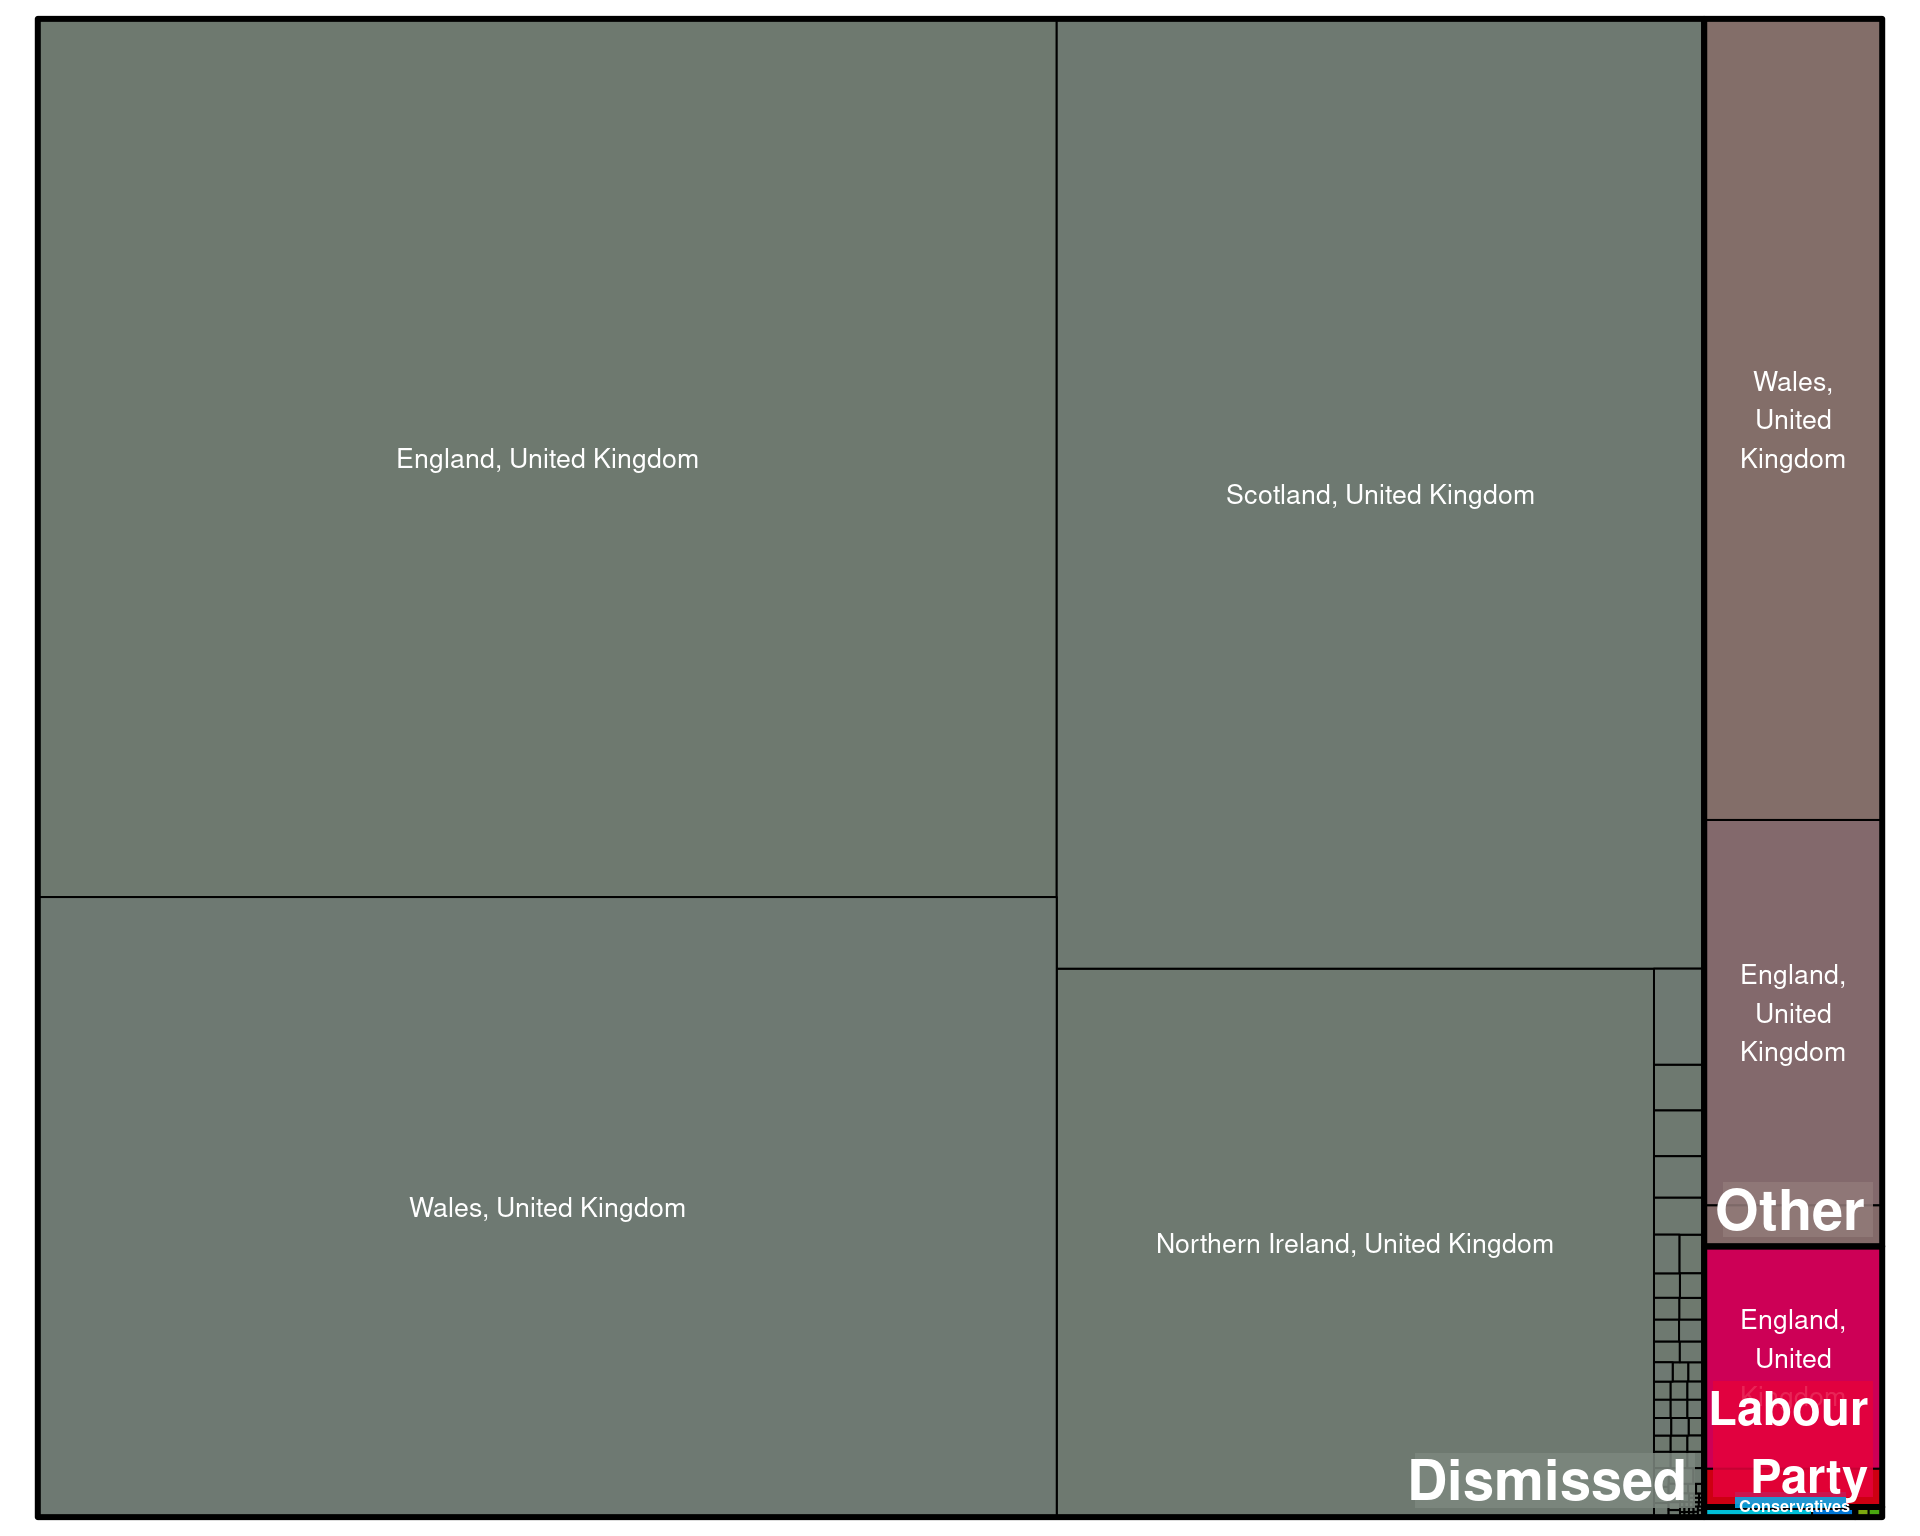 England, United Kingdom
Scotland, United Kingdom
Wales, United Kingdom
Northern Ireland, United Kingdom
Dismissed
Wales,
United
Kingdom
England,
United
Kingdom
Other
England,
United
Kingdom
Labour
Party
Conservatives